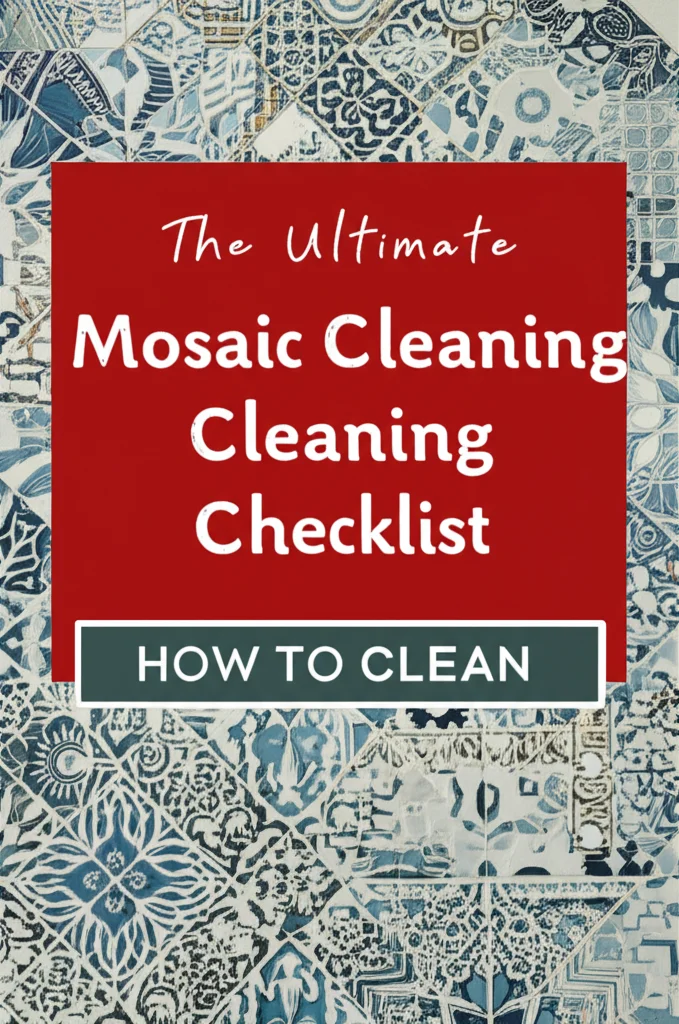 The Ultimate
Mosaic Cleaning
Cleaning
Checklist
HOW TO CLEAN